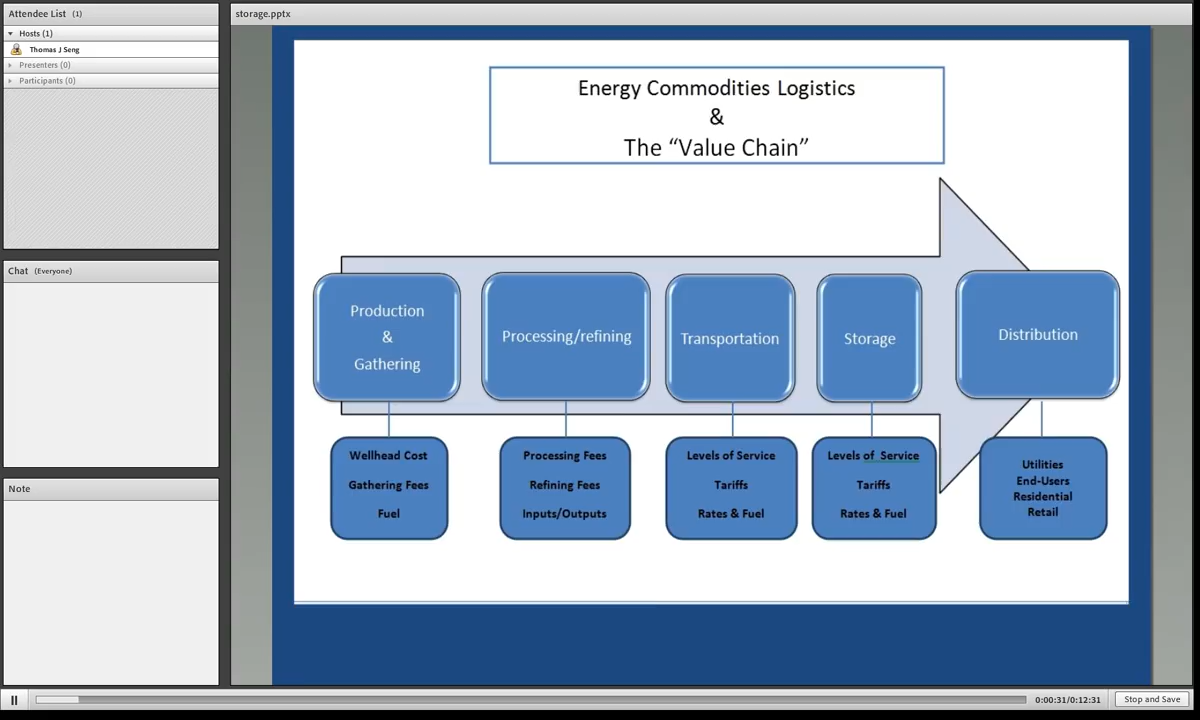 Attendee List (1)
Hosts (1)
Thomas J Seng
Presenters (0)
Participants (0)
Chat (Everyone)
Note
storage.pptx
Energy Commodities Logistics
&
The “Value Chain”
Production
&
Gathering
Processing/refining
Transportation
Storage
Distribution
Wellhead Cost
Gathering Fees
Fuel
Processing Fees
Refining Fees
Inputs/Outputs
Levels of Service
Tariffs
Rates & Fuel
Levels of Service
Tariffs
Rates & Fuel
Utilities
End-Users
Residential
Retail
0:00:31/0:12:31
Stop and Save